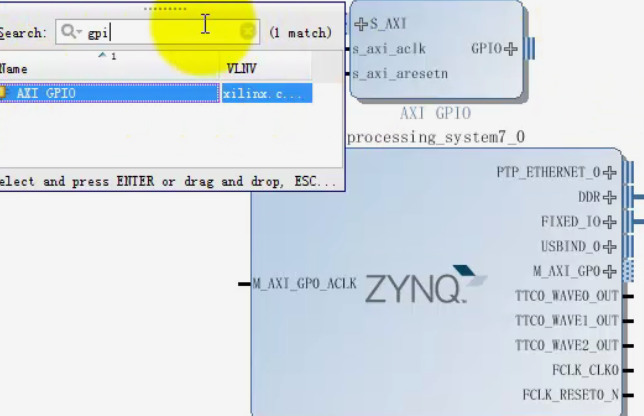 Search: gpi (1 match)
Name 1 VLNV
AXI GPIO xilinx.c...
elect and press ENTER or drag and drop, ESC...
S_AXI
s_axi_aclk GPIO
s_axi_aresetn
AXI GPIO
processing_system7_0
PTP_ETHERNET_0
DDR
FIXED_IO
USBIND_0
M_AXI_GP0
M_AXI_GP0_ACLK ZYNQ.
TTC0_WAVE0_OUT
TTC0_WAVE1_OUT
TTC0_WAVE2_OUT
FCLK_CLK0
FCLK_RESET0_N